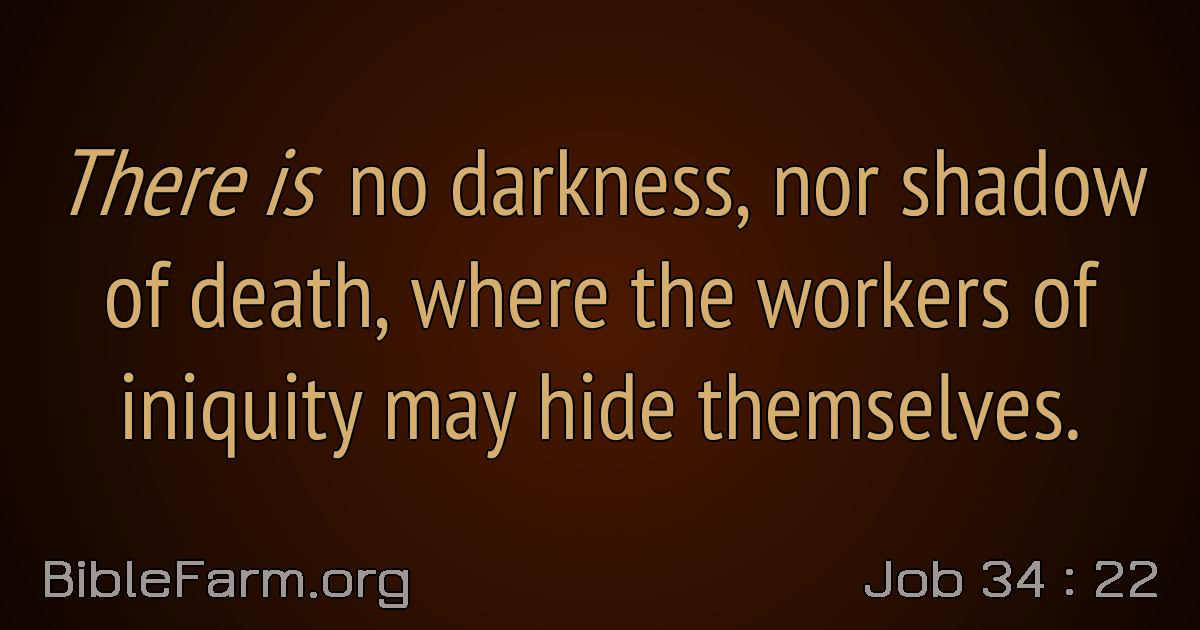 There is no darkness, nor shadow
of death, where the workers of
iniquity may hide themselves.
BibleFarm.org
Job 34 : 22